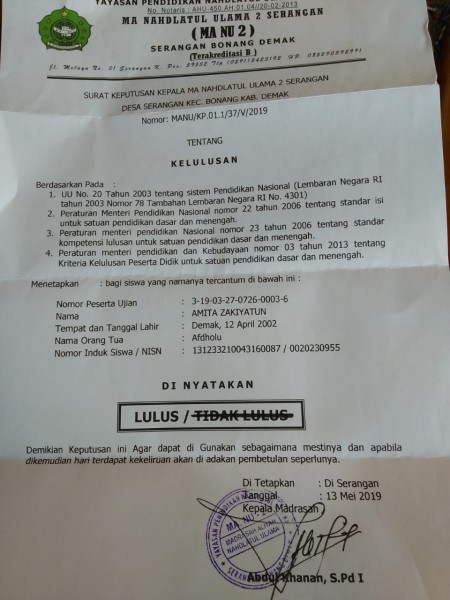 YAYASAN PENDIDIKAN NAHDLATUL
No. Notaris : AHU-450.AH.01.04/20-02-2013
MA NAHDLATUL ULAMA 2 SERANGAN
(MA NU 2)
SERANGAN BONANG DEMAK
(Terakreditasi B)
Jl. Melayu No. 01 Serangan K. Pos: 59552 Tlp
SURAT KEPUTUSAN KEPALA MA NAHDLATUL ULAMA 2 SERANGAN
DESA SERANGAN KEC. BONANG KAB. DEMAK
Nomor: MANU/KP.01.1/37/V/2019
TENTANG
KELULUSAN
Berdasarkan Pada :
1. UU No. 20 Tahun 2003 tentang sistem Pendidikan Nasional (Lembaran Negara RI
tahun 2003 Nomor 78 Tambahan Lembaran Negara RI No. 4301)
2. Peraturan Menteri Pendidikan Nasional nomor 22 tahun 2006 tentang standar isi
untuk satuan pendidikan dasar dan menengah.
3. Peraturan menteri pendidikan Nasional nomor 23 tahun 2006 tentang standar
kompetensi lulusan untuk satuan pendidikan dasar dan menengah.
4. Peraturan menteri pendidikan dan Kebudayaan nomor 03 tahun 2013 tentang
Kriteria Kelulusan Peserta Didik untuk satuan pendidikan dasar dan menengah.
Menetapkan : bagi siswa yang namanya tercantum di bawah ini :
Nomor Peserta Ujian : 3-19-03-27-0726-0003-6
Nama : AMITA ZAKIYATUN
Tempat dan Tanggal Lahir : Demak, 12 April 2002
Nama Orang Tua : Afdholu
Nomor Induk Siswa / NISN : 131233210043160087 / 0020230955
DI NYATAKAN
LULUS / TIDAK LULUS
Demikian Keputusan ini Agar dapat di Gunakan sebagaimana mestinya dan apabila
dikemudian hari terdapat kekeliruan akan di adakan pembetulan seperlunya.
Di Tetapkan : Di Serangan
Tanggal : 13 Mei 2019
Kepala Madrasah
YAYASAN PENDIDIKAN
MA NU
MADRASAH ALIYAH
NAHDLATUL ULAMA
Abdul Khanan, S.Pd I